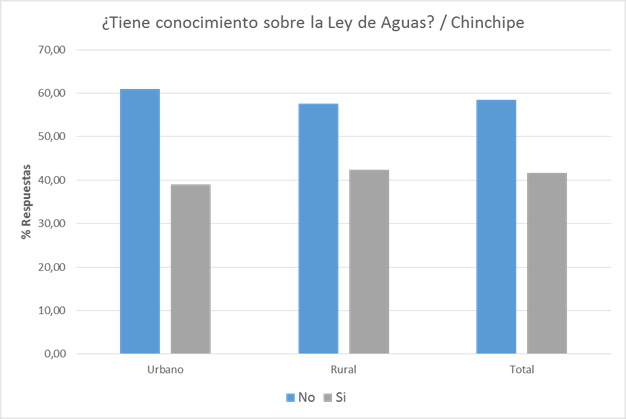 ¿Tiene conocimiento sobre la Ley de Aguas? / Chinchipe
70,00
60,00
50,00
40,00
30,00
20,00
10,00
0,00
% Respuestas
Urbano Rural Total
No Si